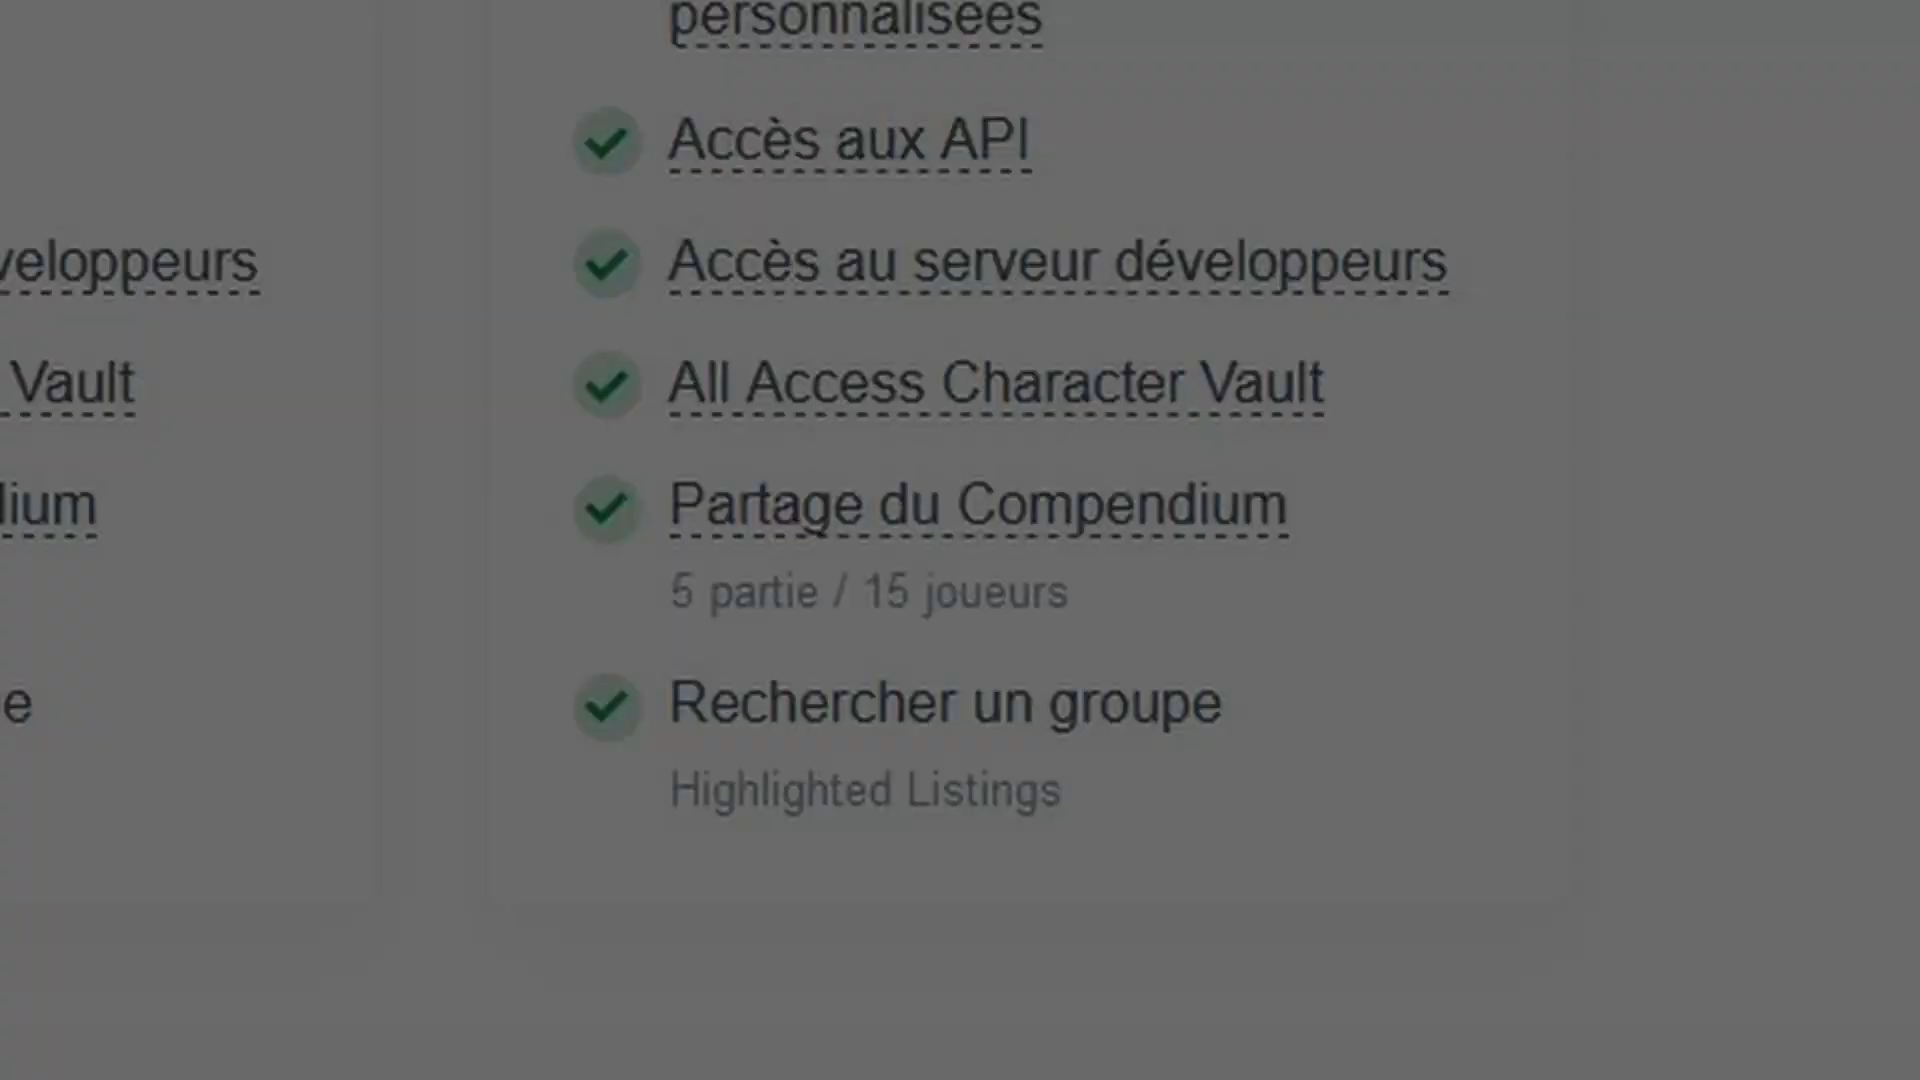 personnalisées
Accès aux API
veloppeurs
Accès au serveur développeurs
Vault
All Access Character Vault
dium
Partage du Compendium
5 partie / 15 joueurs
e
Rechercher un groupe
Highlighted Listings